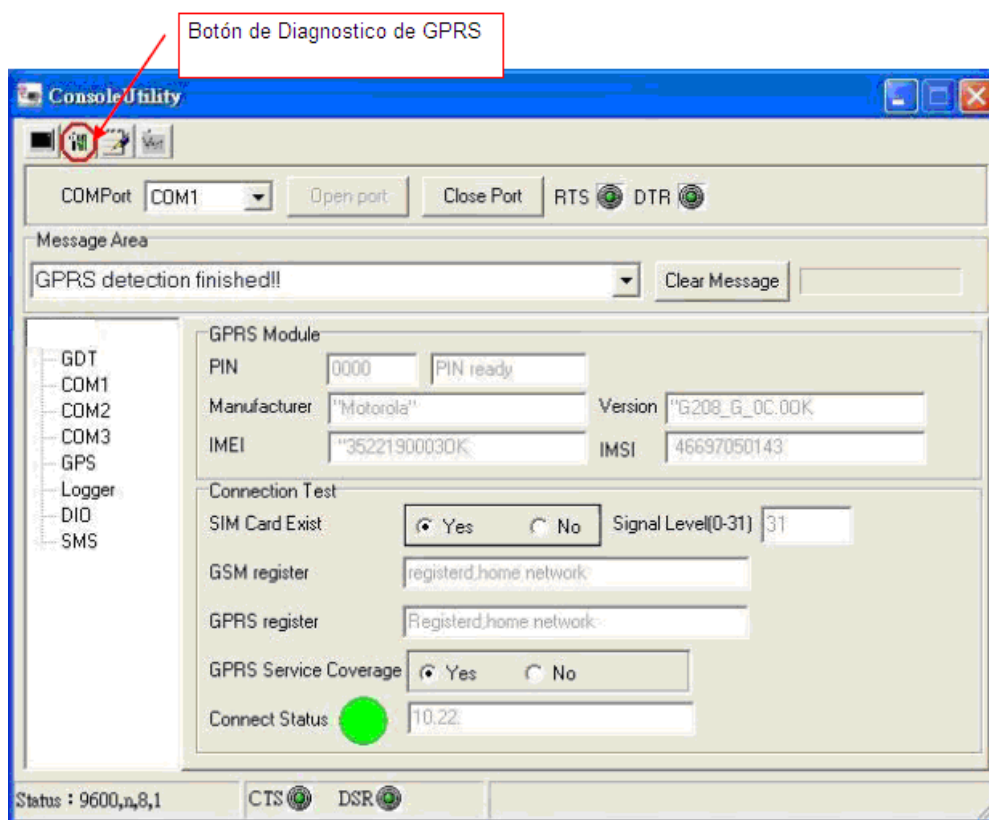 Botón de Diagnostico de GPRS
ConsoleUtility
COMPort COM1 Open port Close Port RTS DTR
Message Area
GPRS detection finished!! Clear Message
GDT
COM1
COM2
COM3
GPS
Logger
DIO
SMS
GPRS Module
PIN 0000 PIN ready
Manufacturer "Motorola" Version "G208_G_0C.00K
IMEI "3522190003OK IMSI 46697050143
Connection Test
SIM Card Exist Yes No Signal Level(0-31) 31
GSM register registerd,home network
GPRS register Registerd,home network
GPRS Service Coverage Yes No
Connect Status 10.22.
Status : 9600,n,8,1 CTS DSR